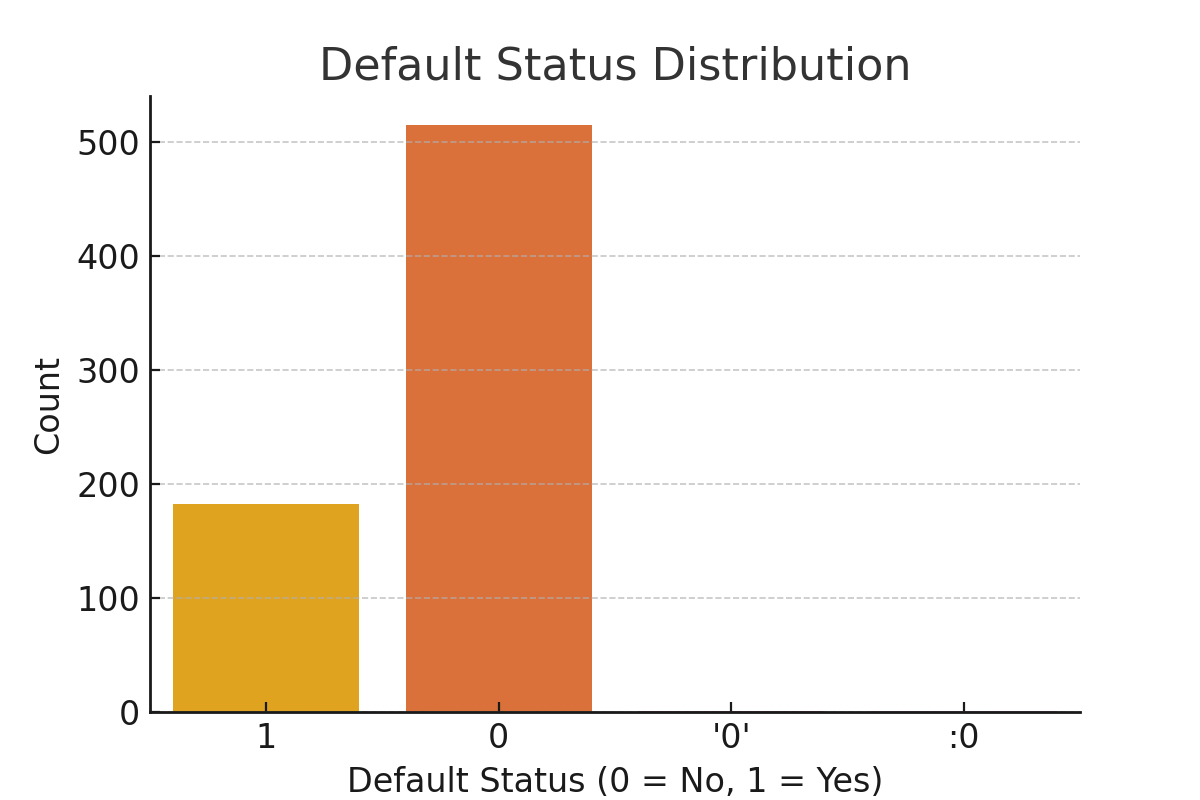 Default Status Distribution
500
400
300
200
100
0
Count
1 0 '0' :0
Default Status (0 = No, 1 = Yes)